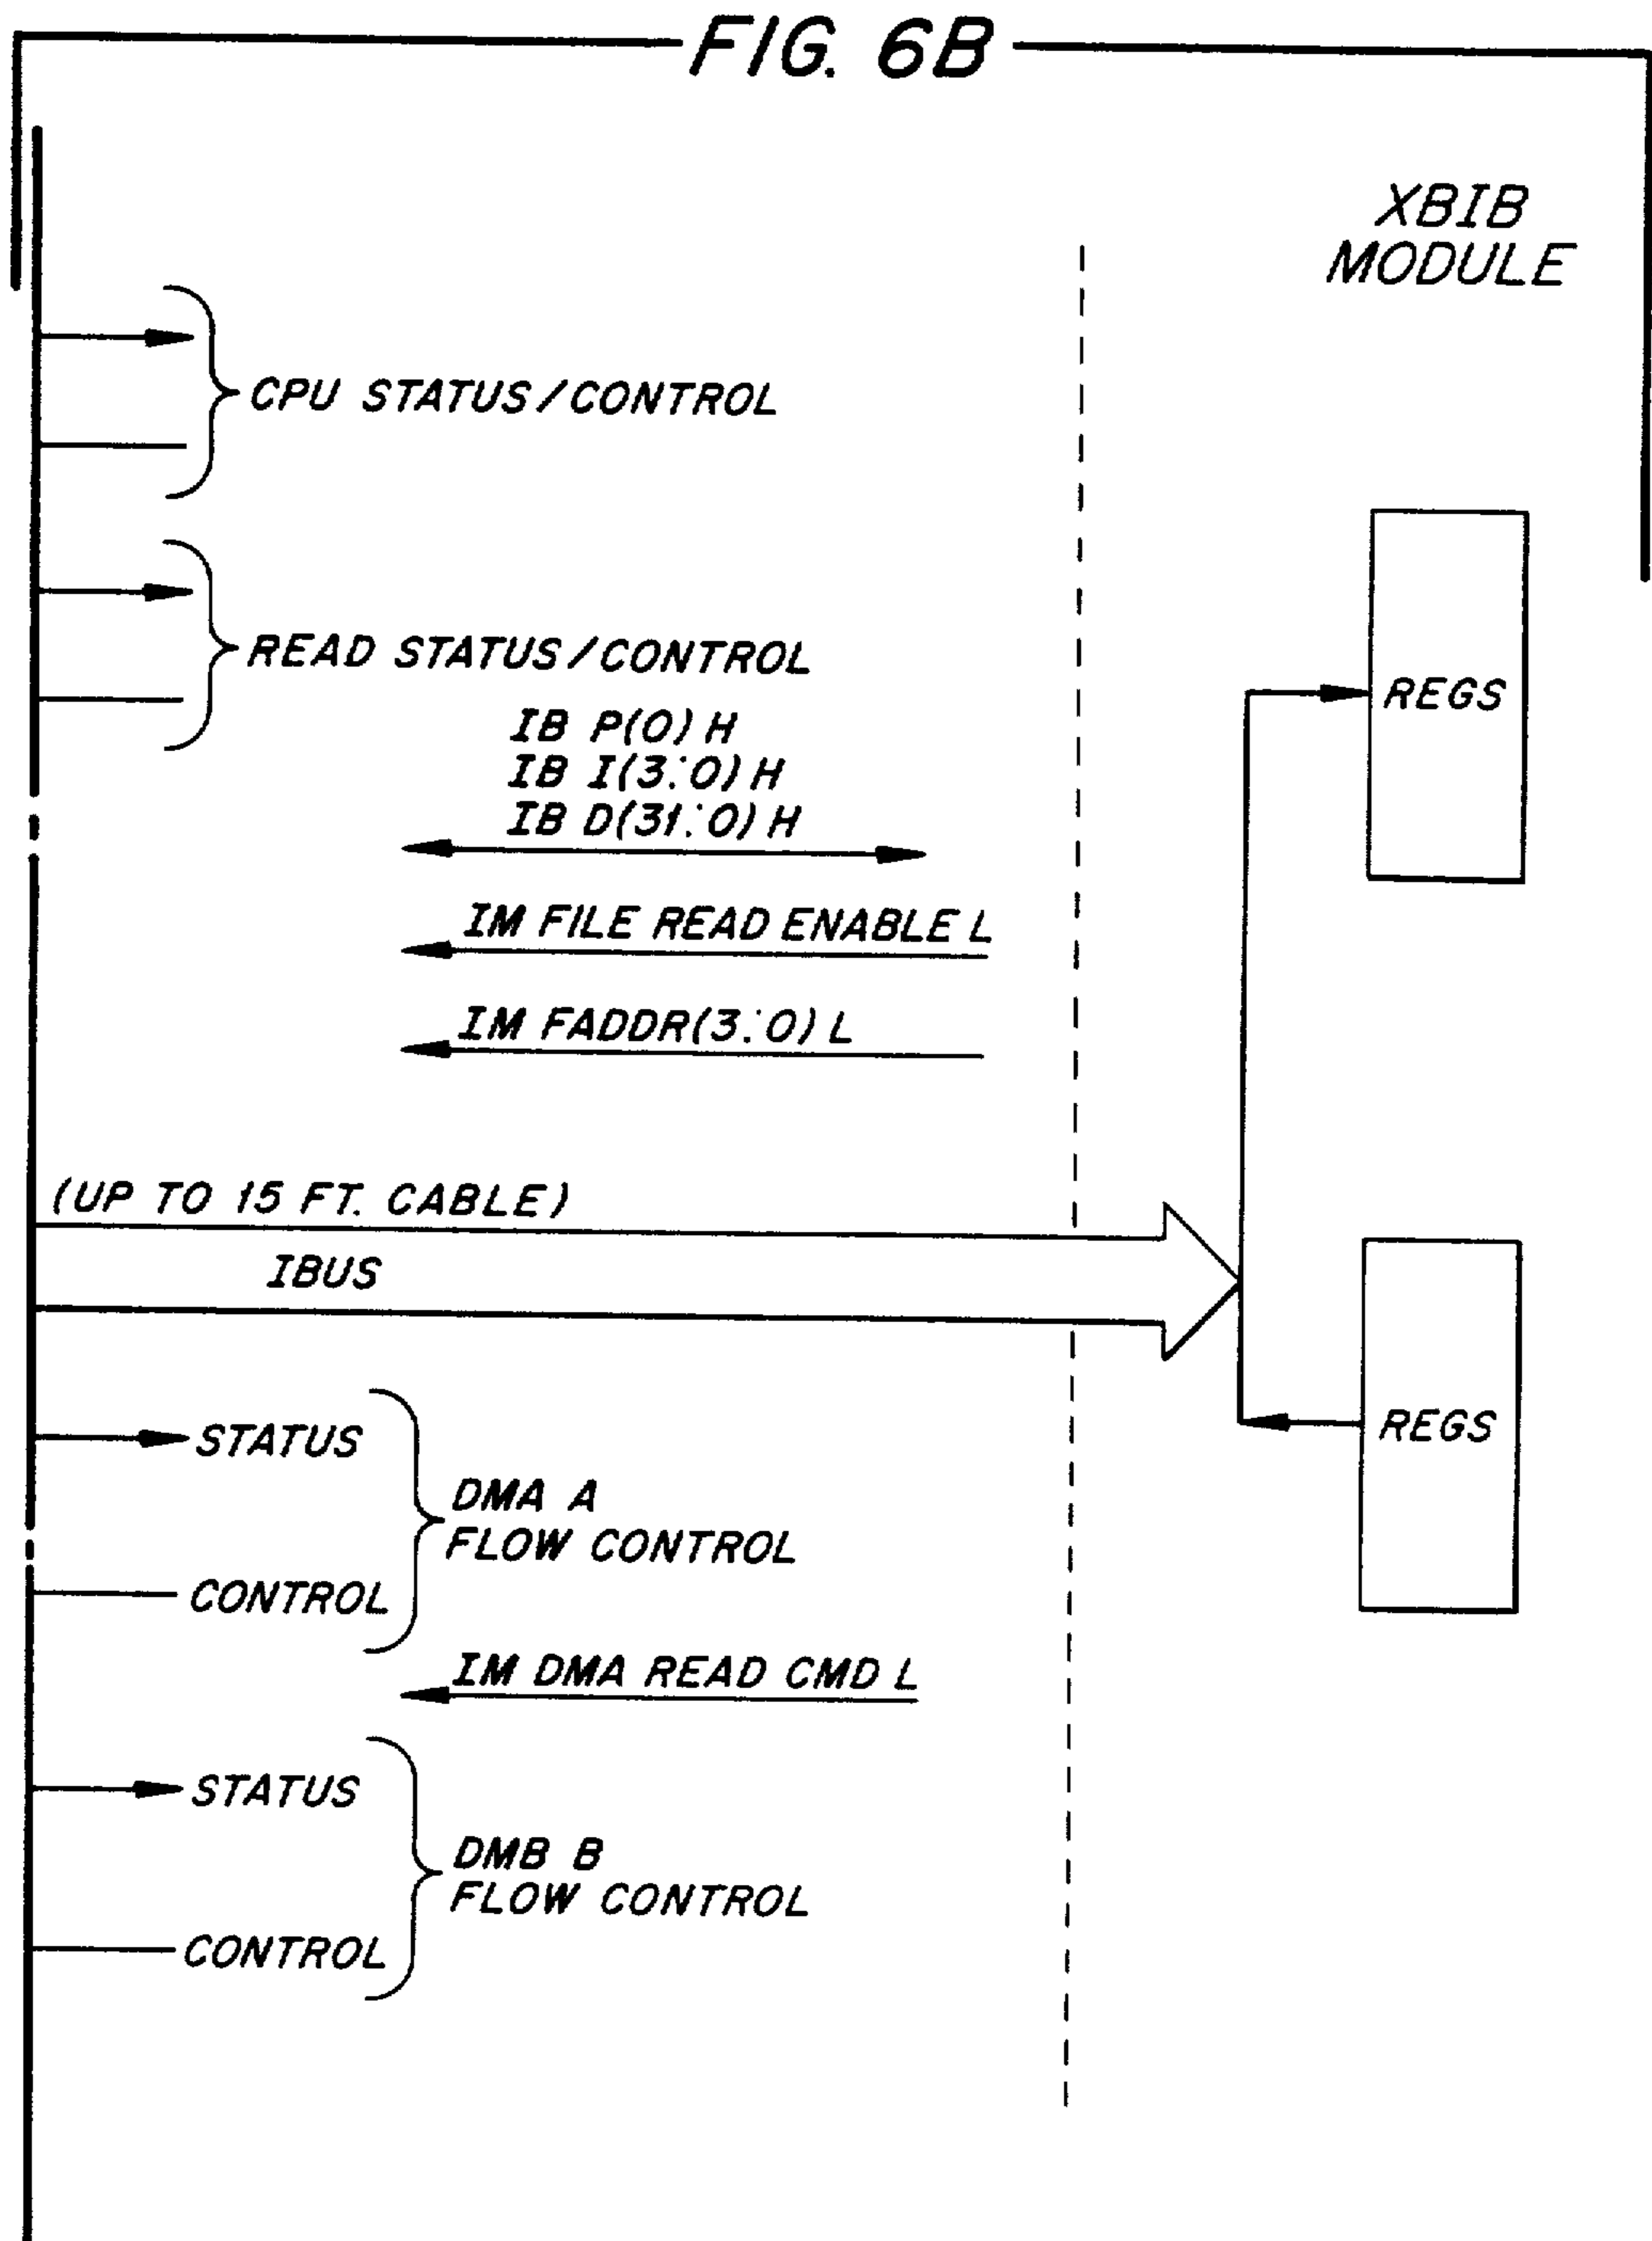 FIG. 6B
XBIB
MODULE
CPU STATUS/CONTROL
READ STATUS/CONTROL
IB P(0) H
IB I(3:0) H
IB D(31:0) H
REGS
IM FILE READ ENABLE L
IM FADDR(3:0) L
(UP TO 15 FT. CABLE)
IBUS
STATUS
DMA A
FLOW CONTROL
CONTROL
REGS
IM DMA READ CMD L
STATUS
DMB B
FLOW CONTROL
CONTROL